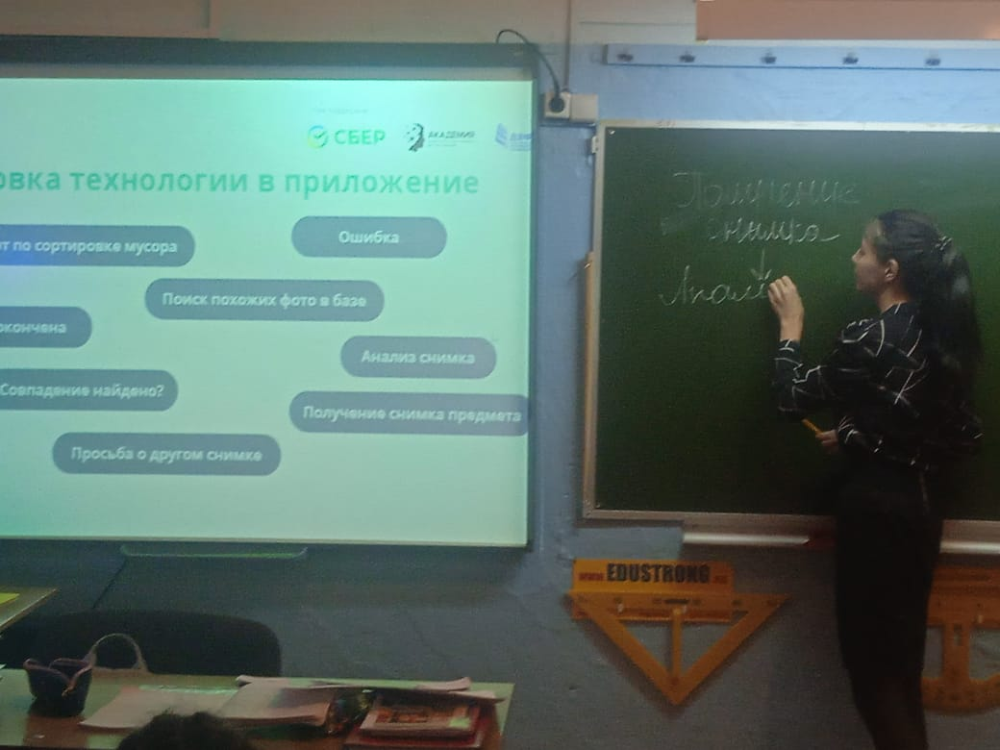 СБЕР
АКАДЕМИЯ
овка технологии в приложение
т по сортировке мусора
Ошибка
Поиск похожих фото в базе
окончена
Анализ снимка
Совпадение найдено?
Получение снимка предмета
Просьба о другом снимке
Получение
снимка
↓
Анали
www.EDUSTRONG.RU